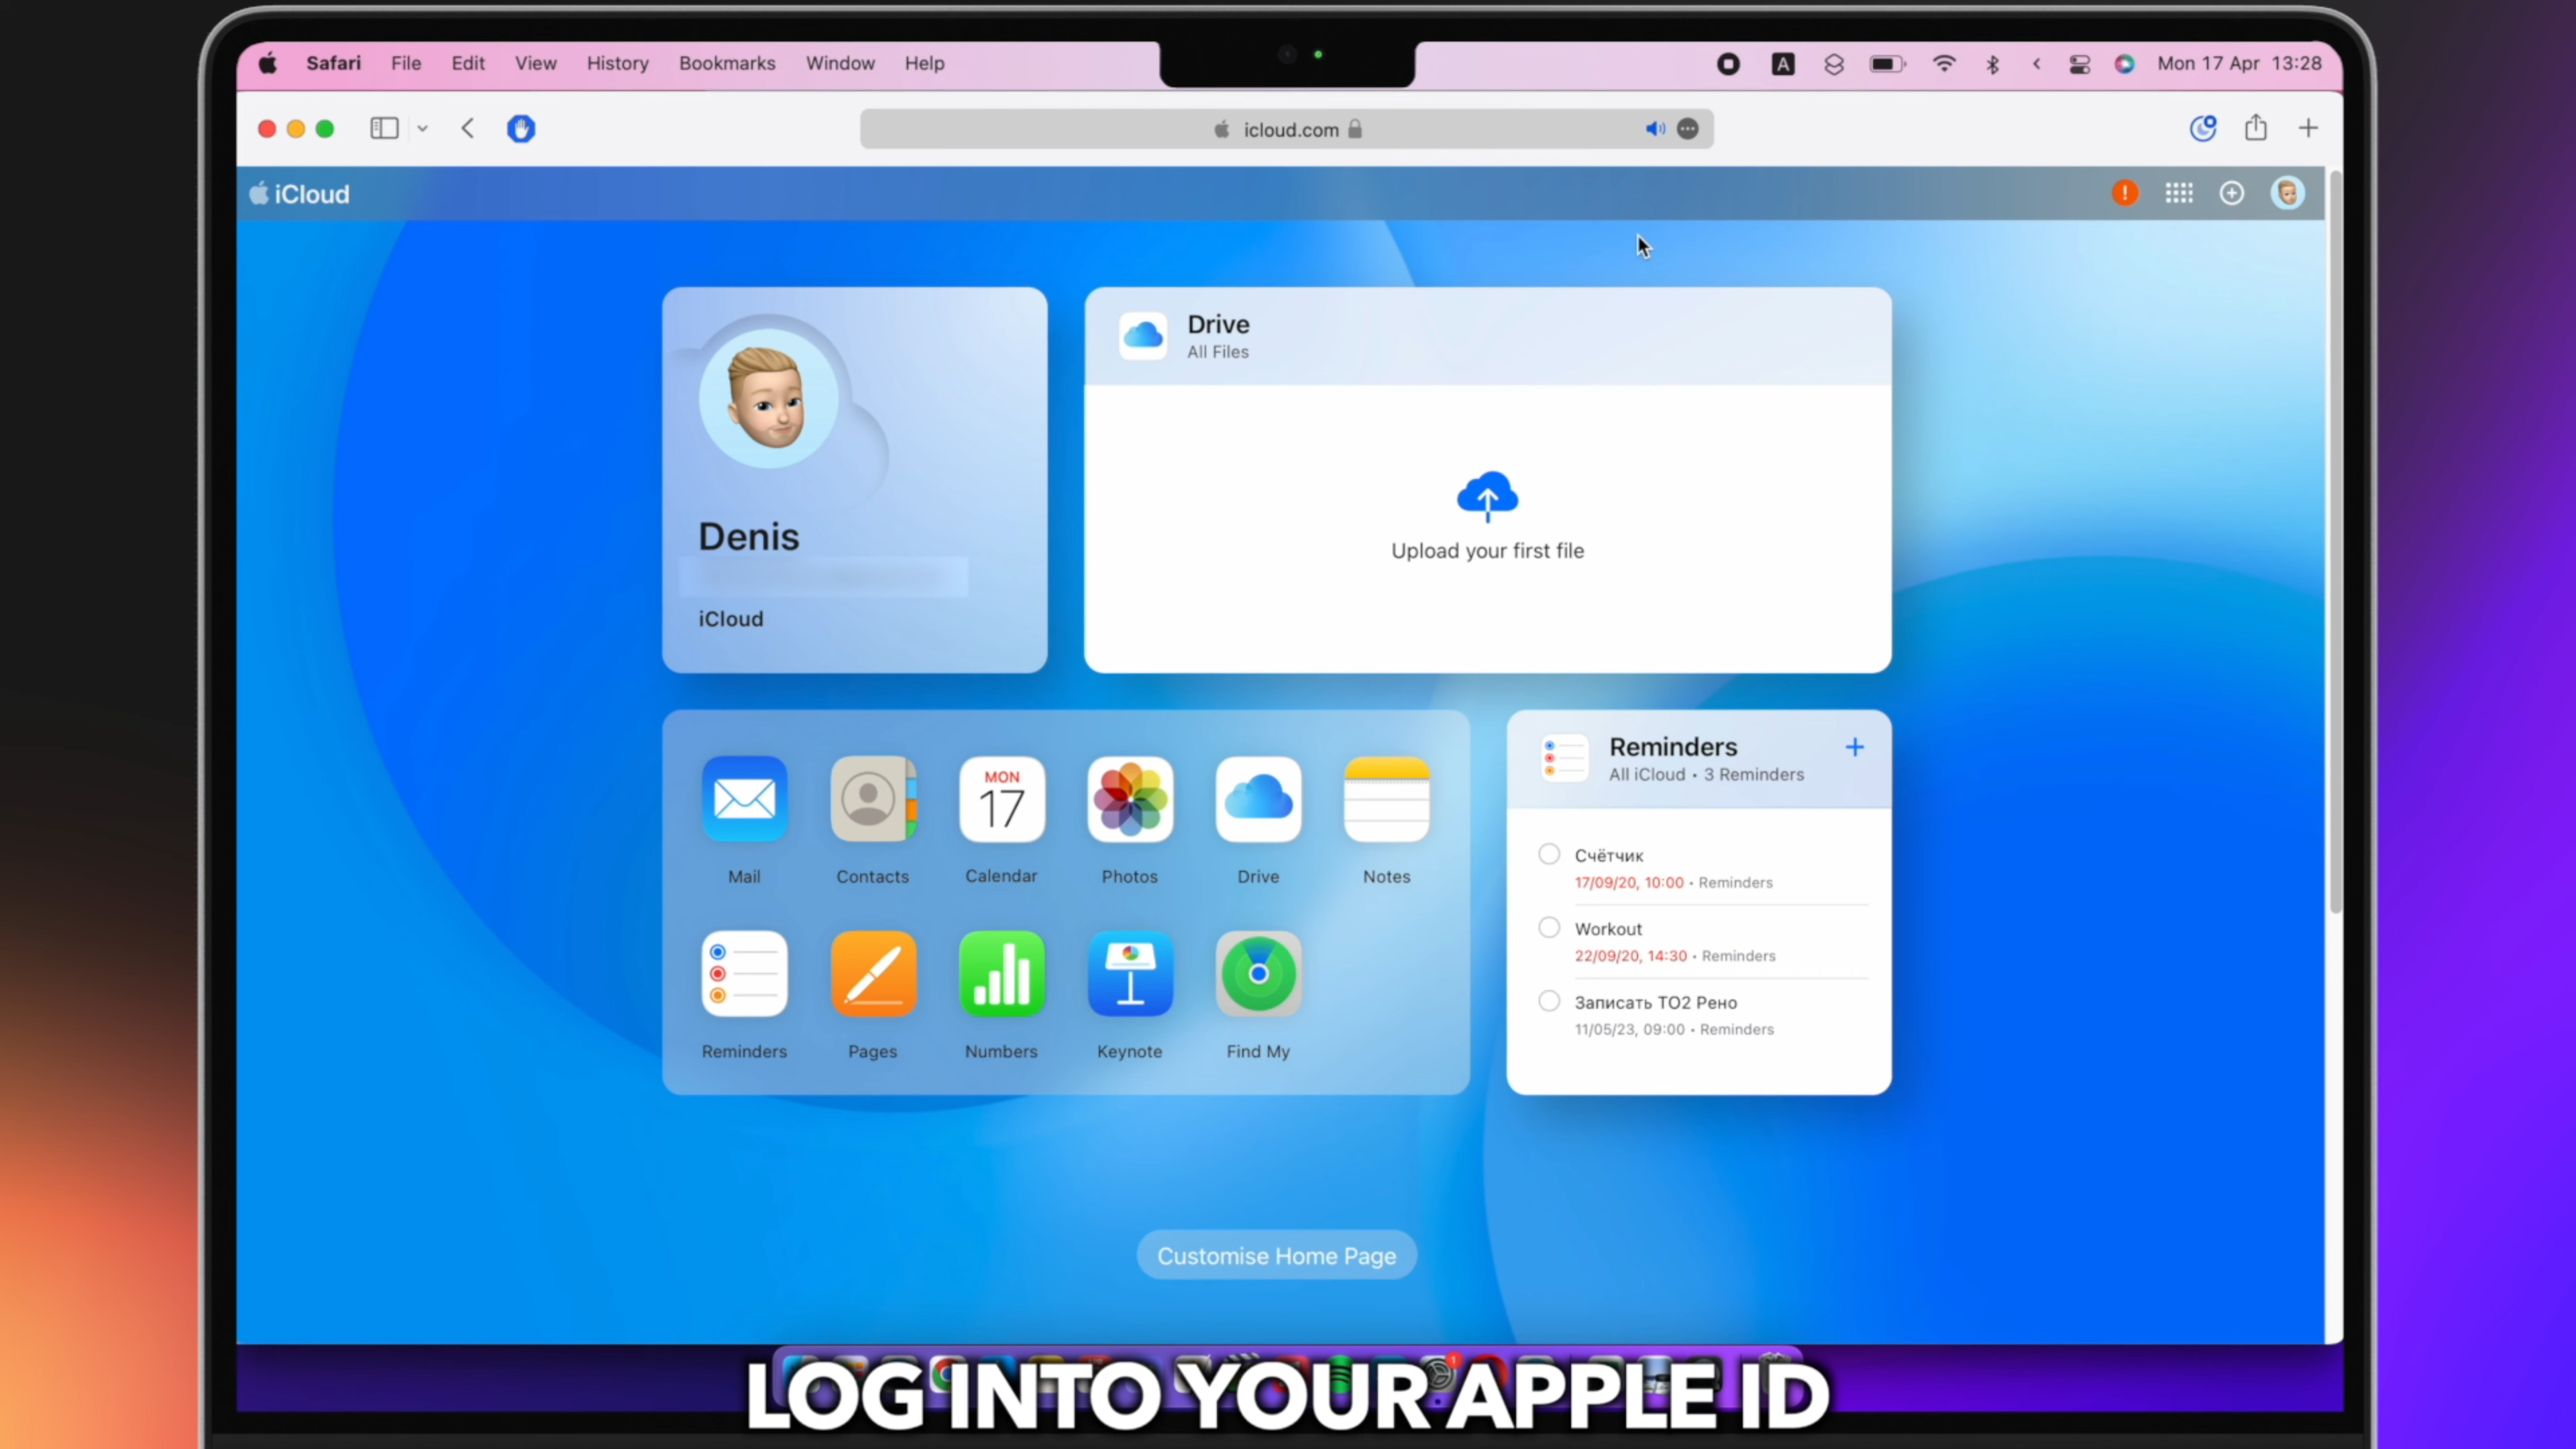 Safari File Edit View History Bookmarks Window Help
A Mon 17 Apr 13:28
icloud.com
iCloud
Denis
iCloud
Drive
All Files
Upload your first file
MON
17
Mail Contacts Calendar Photos Drive Notes
Reminders Pages Numbers Keynote Find My
Reminders
All iCloud • 3 Reminders
Счётчик
17/09/20, 10:00 • Reminders
Workout
22/09/20, 14:30 • Reminders
Записать ТО2 Рено
11/05/23, 09:00 • Reminders
Customise Home Page
1
LOG INTO YOUR APPLE ID